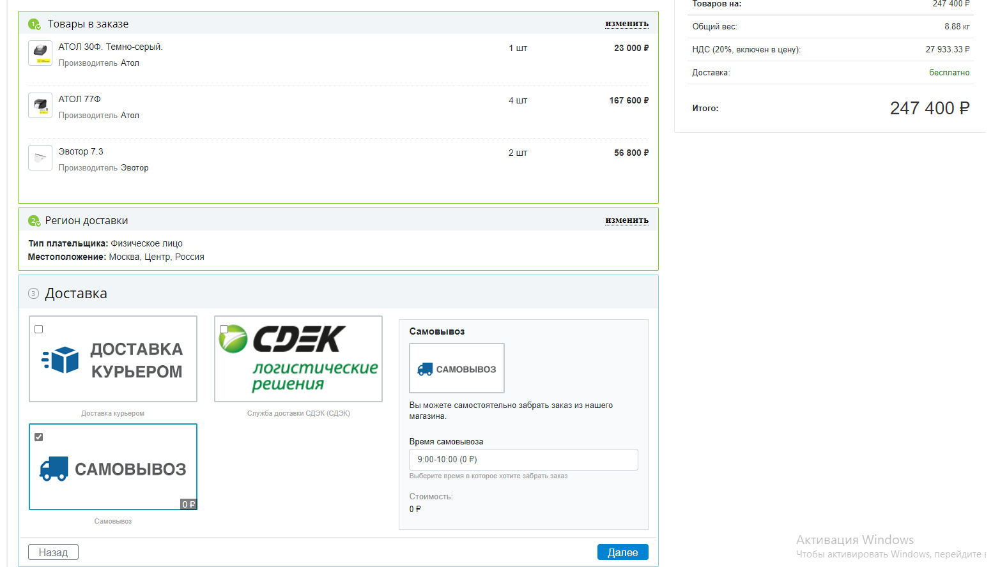 Товаров на: 247 400 ₽
1 Товары в заказе изменить
Общий вес: 8.88 кг
АТОЛ 30Ф. Темно-серый. 1 шт 23 000 ₽
НДС (20%, включен в цену): 27 933.33 ₽
Производитель Атол
Доставка: бесплатно
АТОЛ 77Ф 4 шт 167 600 ₽
Итого: 247 400 ₽
Производитель Атол
Эвотор 7.3 2 шт 56 800 ₽
Производитель Эвотор
2 Регион доставки изменить
Тип плательщика: Физическое лицо
Местоположение: Москва, Центр, Россия
3 Доставка
ДОСТАВКА
КУРЬЕРОМ
Доставка курьером
CDEK
логистические
решения
Служба доставки СДЭК (СДЭК)
САМОВЫВОЗ
0 ₽
Самовывоз
Самовывоз
САМОВЫВОЗ
Вы можете самостоятельно забрать заказ из нашего
магазина.
Время самовывоза
9:00-10:00 (0 ₽)
Выберите время в которое хотите забрать заказ
Стоимость:
0 ₽
Назад Далее
Активация Windows
Чтобы активировать Windows, перейдите